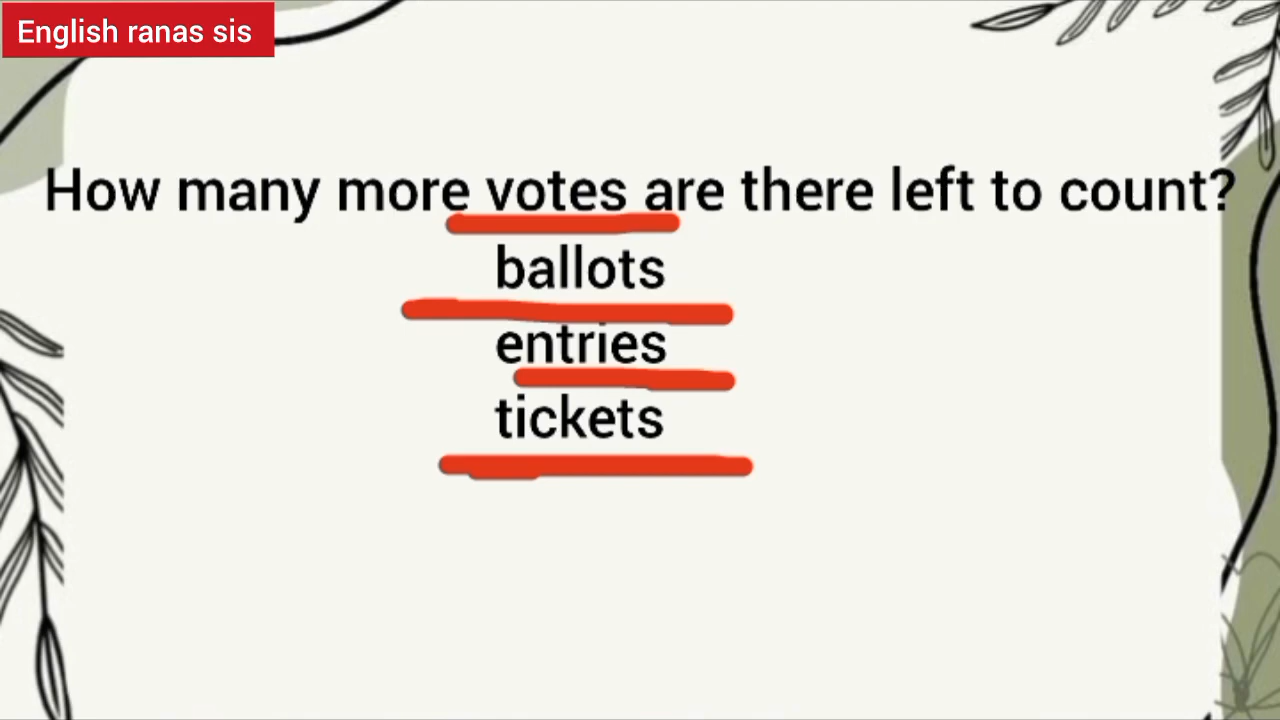 English ranas sis
How many more votes are there left to count?
ballots
entries
tickets